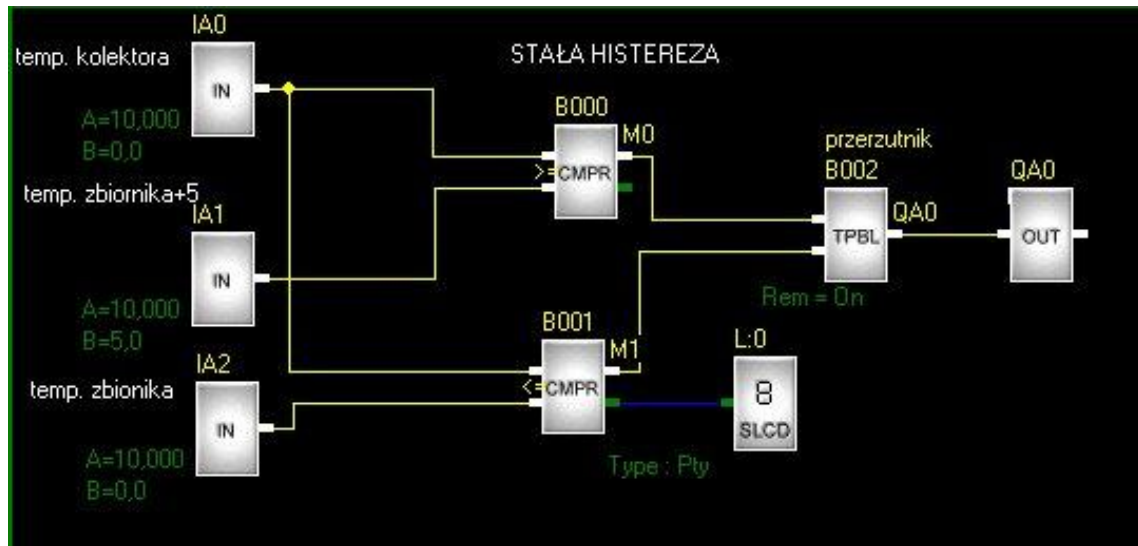 IA0
temp. kolektora
IN
A=10,000
B=0,0
STAŁA HISTEREZA
B000
M0
>=
CMPR
temp. zbiornika+5
IA1
IN
A=10,000
B=5,0
przerzutnik
B002
TPBL
QA0
Rem = On
QA0
OUT
B001
M1
<=
CMPR
Type : Pty
L:0
8
SLCD
temp. zbionika
IA2
IN
A=10,000
B=0,0